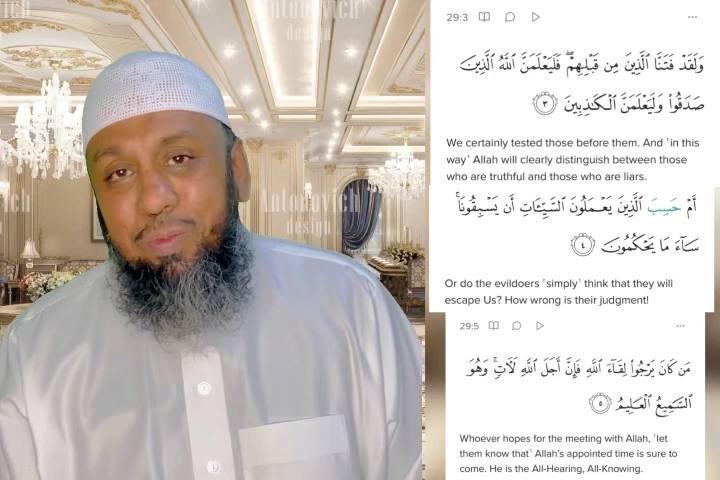 Antonovich
design
Antonovich
design
29:3
وَلَقَدْ فَتَنَّا ٱلَّذِينَ مِن قَبْلِهِمْ ۖ فَلَيَعْلَمَنَّ ٱللَّهُ ٱلَّذِينَ
صَدَقُوا۟ وَلَيَعْلَمَنَّ ٱلْكَـٰذِبِينَ ٣
We certainly tested those before them. And ˹in this
way˺ Allah will clearly distinguish between those
who are truthful and those who are liars.
أَمْ حَسِبَ ٱلَّذِينَ يَعْمَلُونَ ٱلسَّيِّـَٔاتِ أَن يَسْبِقُونَا ۚ
سَآءَ مَا يَحْكُمُونَ ٤
Or do the evildoers ˹simply˺ think that they will
escape Us? How wrong is their judgment!
29:5
مَن كَانَ يَرْجُوا۟ لِقَآءَ ٱللَّهِ فَإِنَّ أَجَلَ ٱللَّهِ لَـَٔاتٍۢ ۚ وَهُوَ
ٱلسَّمِيعُ ٱلْعَلِيمُ ٥
Whoever hopes for the meeting with Allah, ˹let
them know that˺ Allah’s appointed time is sure to
come. He is the All-Hearing, All-Knowing.